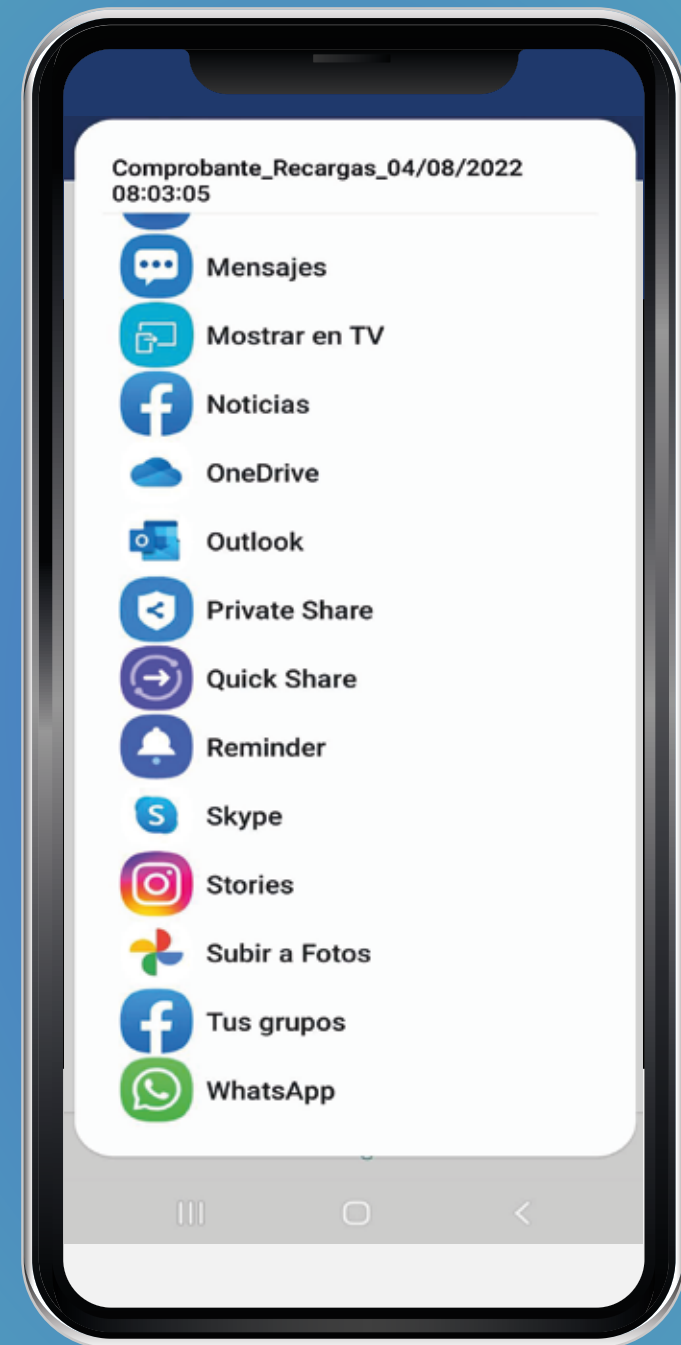 Comprobante_Recargas_04/08/2022
08:03:05
Mensajes
Mostrar en TV
Noticias
OneDrive
Outlook
Private Share
Quick Share
Reminder
Skype
Stories
Subir a Fotos
Tus grupos
WhatsApp